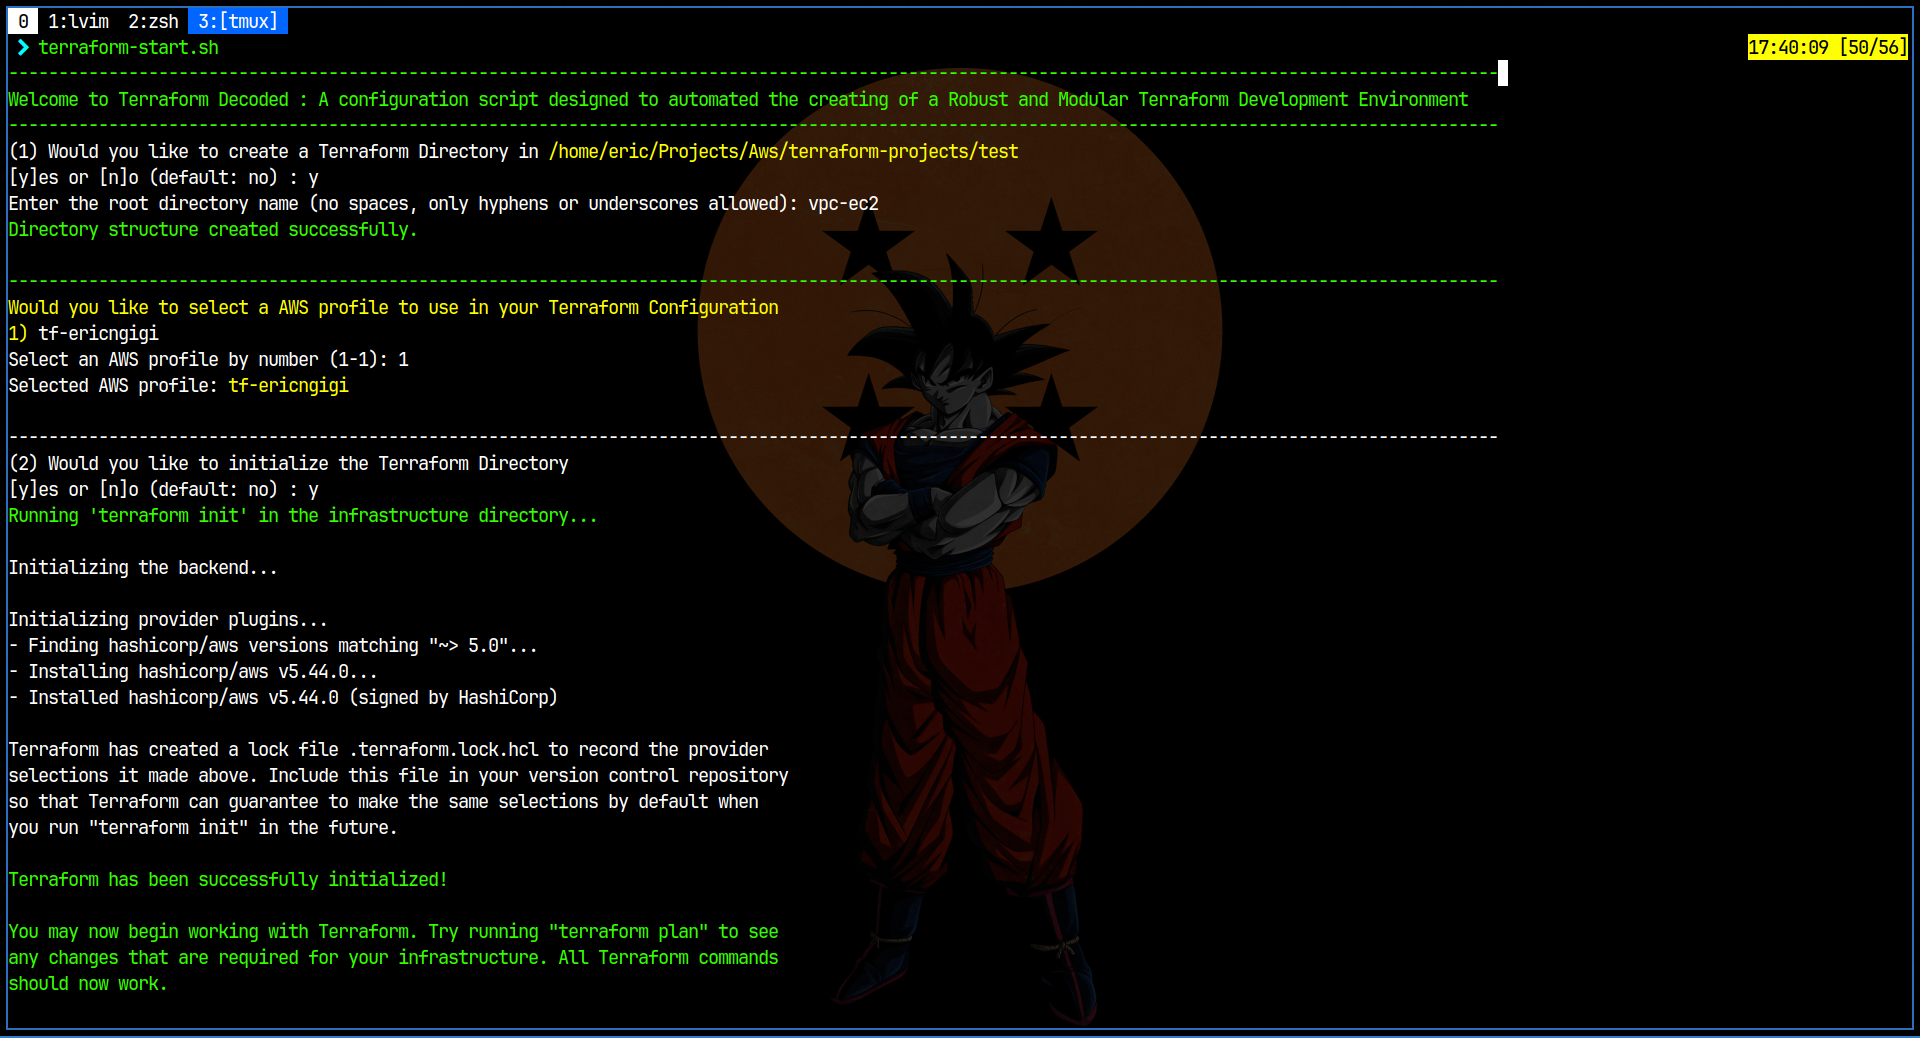 0 1:lvim 2:zsh 3:[tmux]
❯ terraform-start.sh 17:40:09 [50/56]
-----------------------------------------------------------------------------------------------------------------------------------------------------
Welcome to Terraform Decoded : A configuration script designed to automated the creating of a Robust and Modular Terraform Development Environment
-----------------------------------------------------------------------------------------------------------------------------------------------------
(1) Would you like to create a Terraform Directory in /home/eric/Projects/Aws/terraform-projects/test
[y]es or [n]o (default: no) : y
Enter the root directory name (no spaces, only hyphens or underscores allowed): vpc-ec2
Directory structure created successfully.
-----------------------------------------------------------------------------------------------------------------------------------------------------
Would you like to select a AWS profile to use in your Terraform Configuration
1) tf-ericngigi
Select an AWS profile by number (1-1): 1
Selected AWS profile: tf-ericngigi
-----------------------------------------------------------------------------------------------------------------------------------------------------
(2) Would you like to initialize the Terraform Directory
[y]es or [n]o (default: no) : y
Running 'terraform init' in the infrastructure directory...
Initializing the backend...
Initializing provider plugins...
- Finding hashicorp/aws versions matching "~> 5.0"...
- Installing hashicorp/aws v5.44.0...
- Installed hashicorp/aws v5.44.0 (signed by HashiCorp)
Terraform has created a lock file .terraform.lock.hcl to record the provider
selections it made above. Include this file in your version control repository
so that Terraform can guarantee to make the same selections by default when
you run "terraform init" in the future.
Terraform has been successfully initialized!
You may now begin working with Terraform. Try running "terraform plan" to see
any changes that are required for your infrastructure. All Terraform commands
should now work.